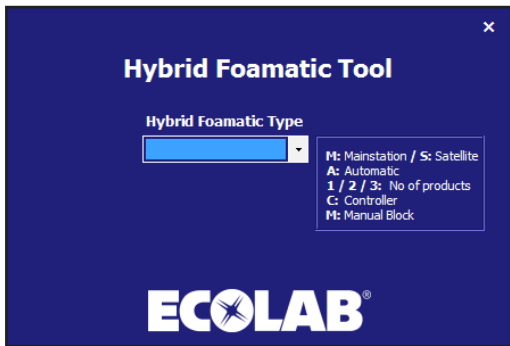 ×
Hybrid Foamatic Tool
Hybrid Foamatic Type
M: Mainstation / S: Satellite
A: Automatic
1 / 2 / 3: No of products
C: Controller
M: Manual Block
ECOLAB®